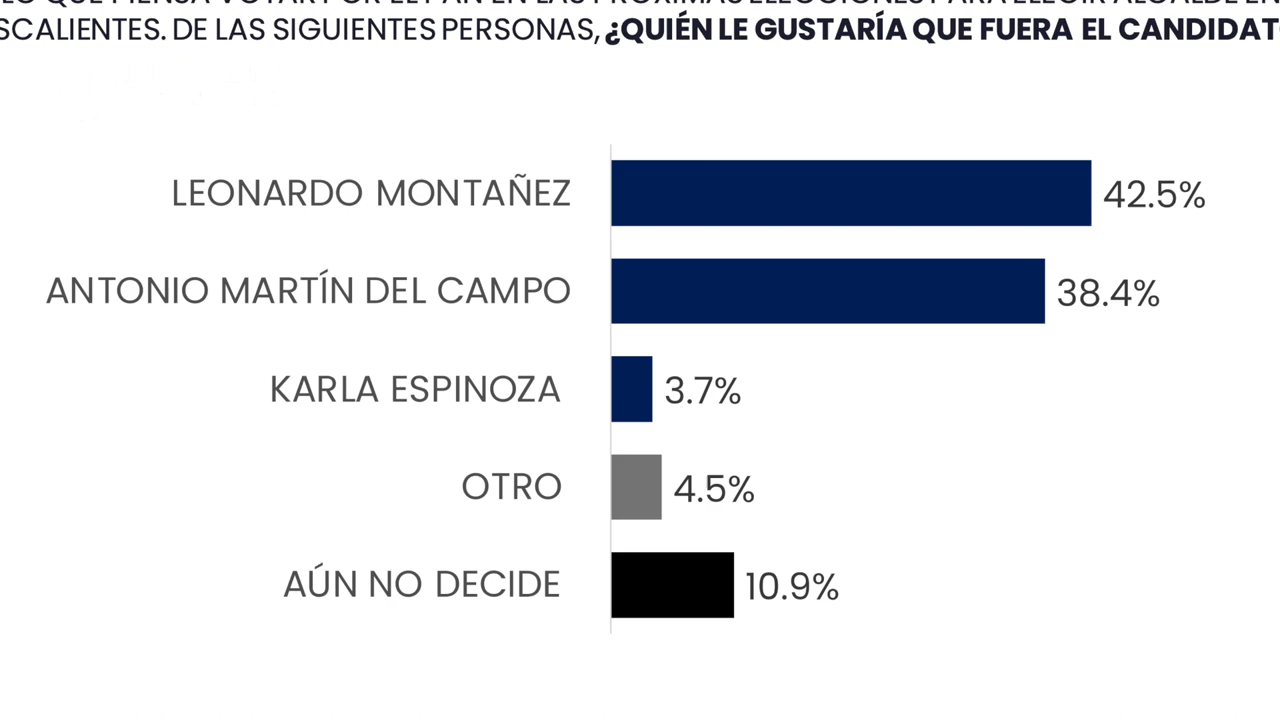 SCALIENTES. DE LAS SIGUIENTES PERSONAS, ¿QUIÉN LE GUSTARÍA QUE FUERA EL CANDIDAT
LEONARDO MONTAÑEZ 42.5%
ANTONIO MARTÍN DEL CAMPO 38.4%
KARLA ESPINOZA 3.7%
OTRO 4.5%
AÚN NO DECIDE 10.9%